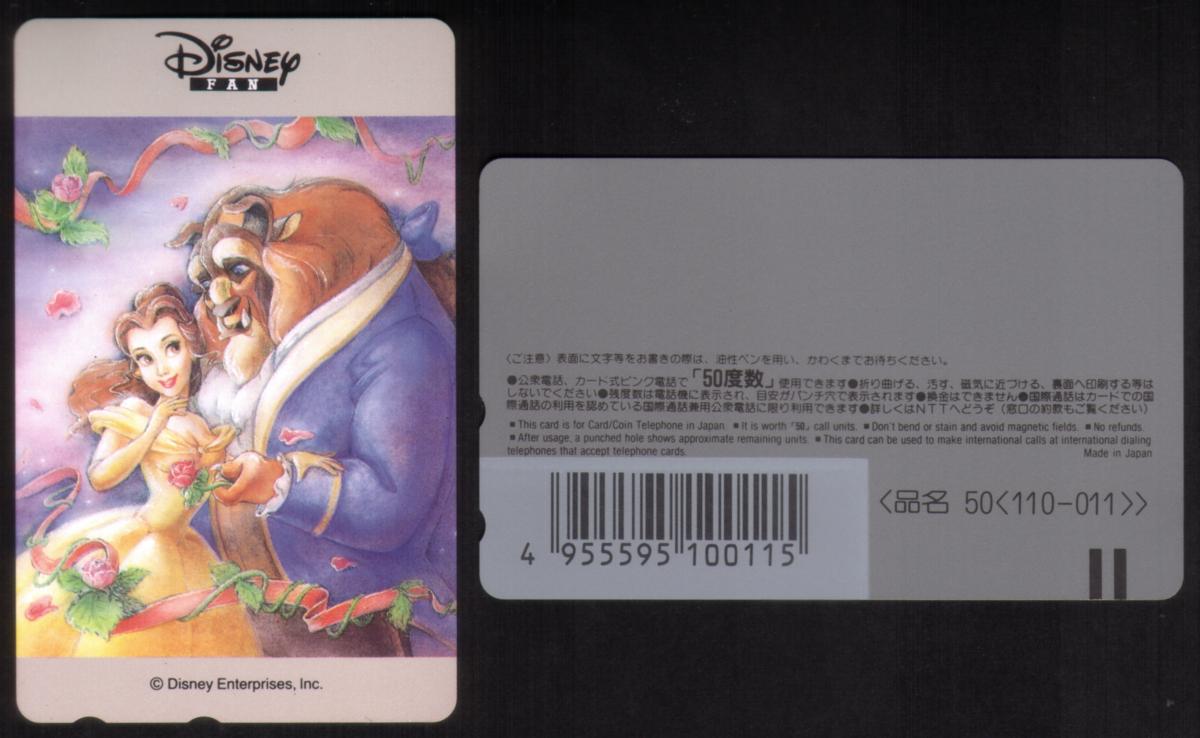 Disney
FAN
© Disney Enterprises, Inc.
〈ご注意〉表面に文字等をお書きの際は、油性ペンを用い、かわくまでお待ちください。
●公衆電話、カード式ピンク電話で「50度数」使用できます●折り曲げる、汚す、磁気に近づける、裏面へ印刷する等は
しないでください●残度数は電話機に表示され、目安がパンチ穴で表示されます●換金はできません●国際通話はカードでの国
際通話の利用を認めている国際通話兼用公衆電話に限り利用できます●詳しくはNTTへどうぞ（窓口の約款もご覧ください）
■This card is for Card/Coin Telephone in Japan. ■It is worth「50」call units. ■Don't bend or stain and avoid magnetic fields. ■No refunds.
■After usage, a punched hole shows approximate remaining units. ■This card can be used to make international calls at international dialing
telephones that accept telephone cards.
Made in Japan
4 955595 100115
〈品名 50〈110-011〉〉